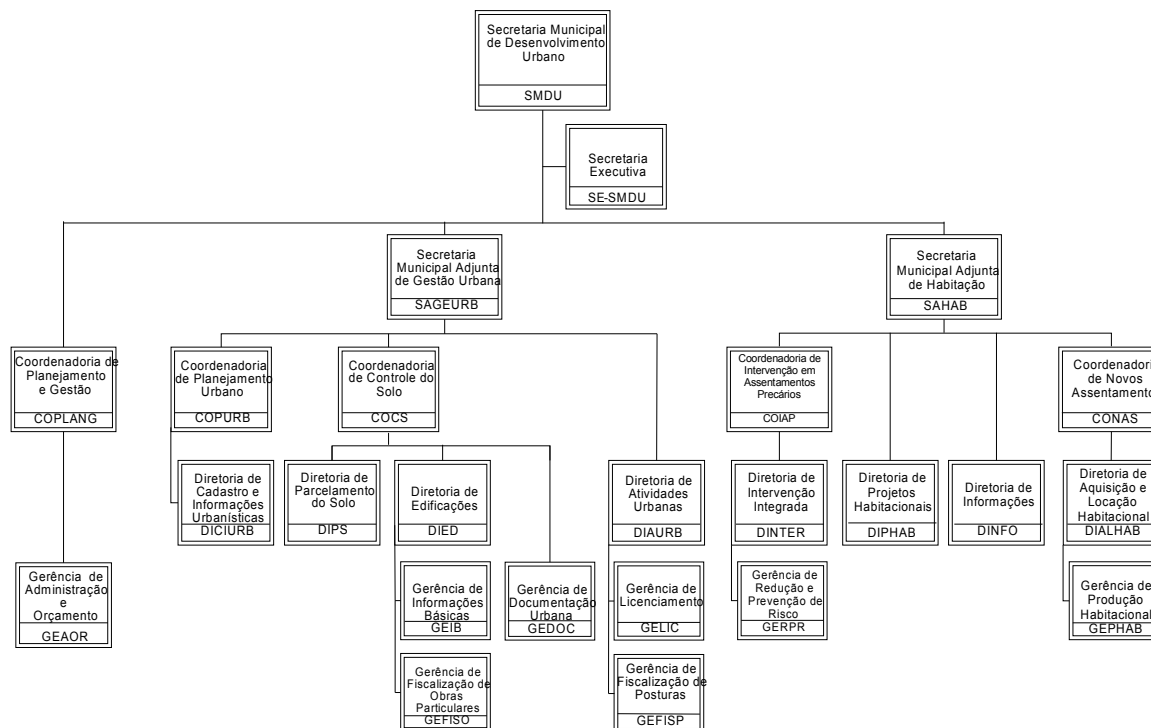 Secretaria Municipal
de Desenvolvimento
Urbano
SMDU
Secretaria
Executiva
SE-SMDU
Secretaria
Municipal Adjunta
de Gestão Urbana
SAGEURB
Secretaria
Municipal Adjunta
de Habitação
SAHAB
Coordenadoria de
Planejamento
e Gestão
COPLANG
Coordenadoria
de Planejamento
Urbano
COPURB
Coordenadoria
de Controle do
Solo
COCS
Coordenadoria de
Intervenção em
Assentamentos
Precários
COIAP
Coordenadoria
de Novos
Assentamento
CONAS
Diretoria de
Cadastro e
Informações
Urbanísticas
DICIURB
Diretoria de
Parcelamento
do Solo
DIPS
Diretoria de
Edificações
DIED
Diretoria de
Atividades
Urbanas
DIAURB
Diretoria de
Intervenção
Integrada
DINTER
Diretoria de
Projetos
Habitacionais
DIPHAB
Diretoria de
Informações
DINFO
Diretoria de
Aquisição e
Locação
Habitacional
DIALHAB
Gerência de
Administração
e
Orçamento
GEAOR
Gerência de
Informações
Básicas
GEIB
Gerência de
Documentação
Urbana
GEDOC
Gerência de
Licenciamento
GELIC
Gerência de
Redução e
Prevenção de
Risco
GERPR
Gerência de
Produção
Habitacional
GEPHAB
Gerência de
Fiscalização de
Obras
Particulares
GEFISO
Gerência de
Fiscalização de
Posturas
GEFISP